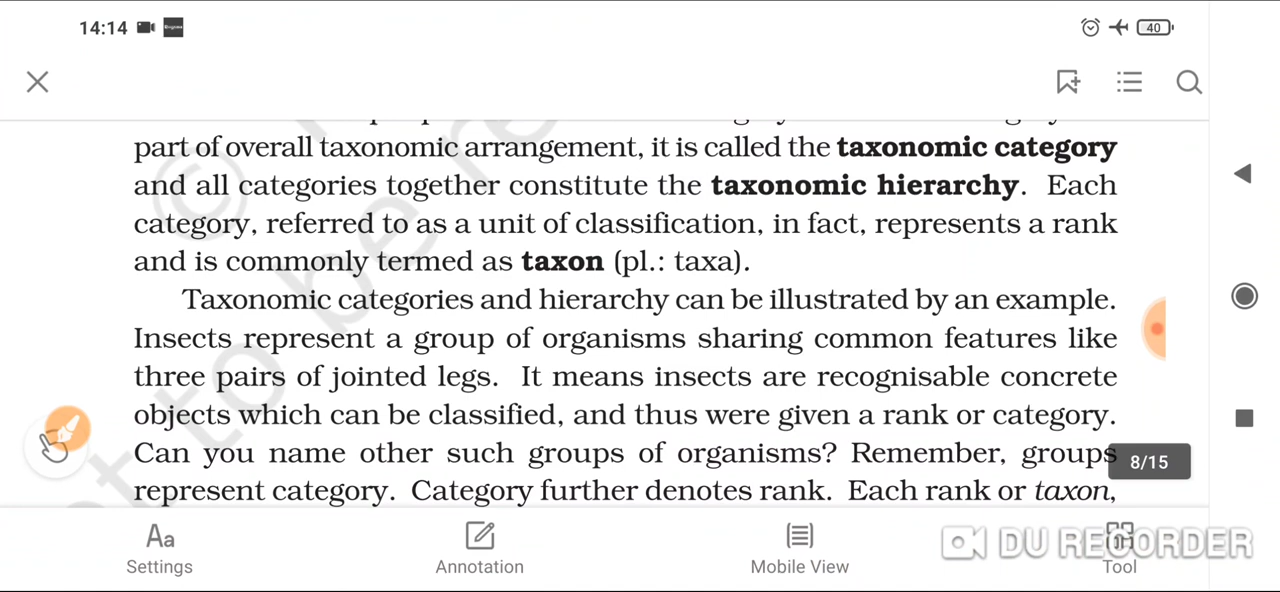 14:14
40
part of overall taxonomic arrangement, it is called the taxonomic category
and all categories together constitute the taxonomic hierarchy. Each
category, referred to as a unit of classification, in fact, represents a rank
and is commonly termed as taxon (pl.: taxa).
Taxonomic categories and hierarchy can be illustrated by an example.
Insects represent a group of organisms sharing common features like
three pairs of jointed legs. It means insects are recognisable concrete
objects which can be classified, and thus were given a rank or category.
Can you name other such groups of organisms? Remember, groups
8/15
represent category. Category further denotes rank. Each rank or taxon,
Aa
DU RECORDER
Settings
Annotation
Mobile View
Tool